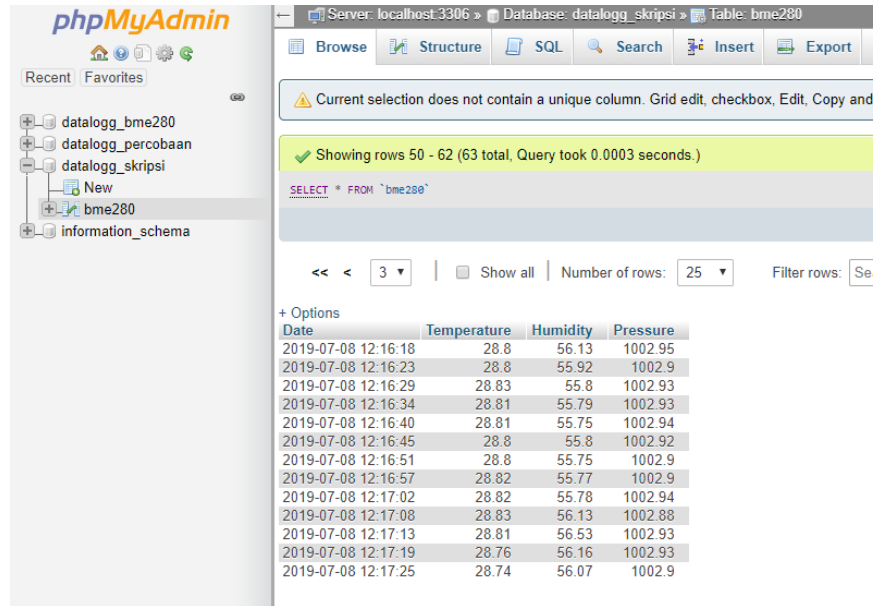 phpMyAdmin
Recent Favorites
datalogg_bme280
datalogg_percobaan
datalogg_skripsi
New
bme280
information_schema
Server: localhost:3306 » Database: datalogg_skripsi » Table: bme280
Browse Structure SQL Search Insert Export
Current selection does not contain a unique column. Grid edit, checkbox, Edit, Copy and
Showing rows 50 - 62 (63 total, Query took 0.0003 seconds.)
SELECT * FROM `bme280`
<< < 3 Show all Number of rows: 25 Filter rows: Sea
+ Options
Date Temperature Humidity Pressure
2019-07-08 12:16:18 28.8 56.13 1002.95
2019-07-08 12:16:23 28.8 55.92 1002.9
2019-07-08 12:16:29 28.83 55.8 1002.93
2019-07-08 12:16:34 28.81 55.79 1002.93
2019-07-08 12:16:40 28.81 55.75 1002.94
2019-07-08 12:16:45 28.8 55.8 1002.92
2019-07-08 12:16:51 28.8 55.75 1002.9
2019-07-08 12:16:57 28.82 55.77 1002.9
2019-07-08 12:17:02 28.82 55.78 1002.94
2019-07-08 12:17:08 28.83 56.13 1002.88
2019-07-08 12:17:13 28.81 56.53 1002.93
2019-07-08 12:17:19 28.76 56.16 1002.93
2019-07-08 12:17:25 28.74 56.07 1002.9